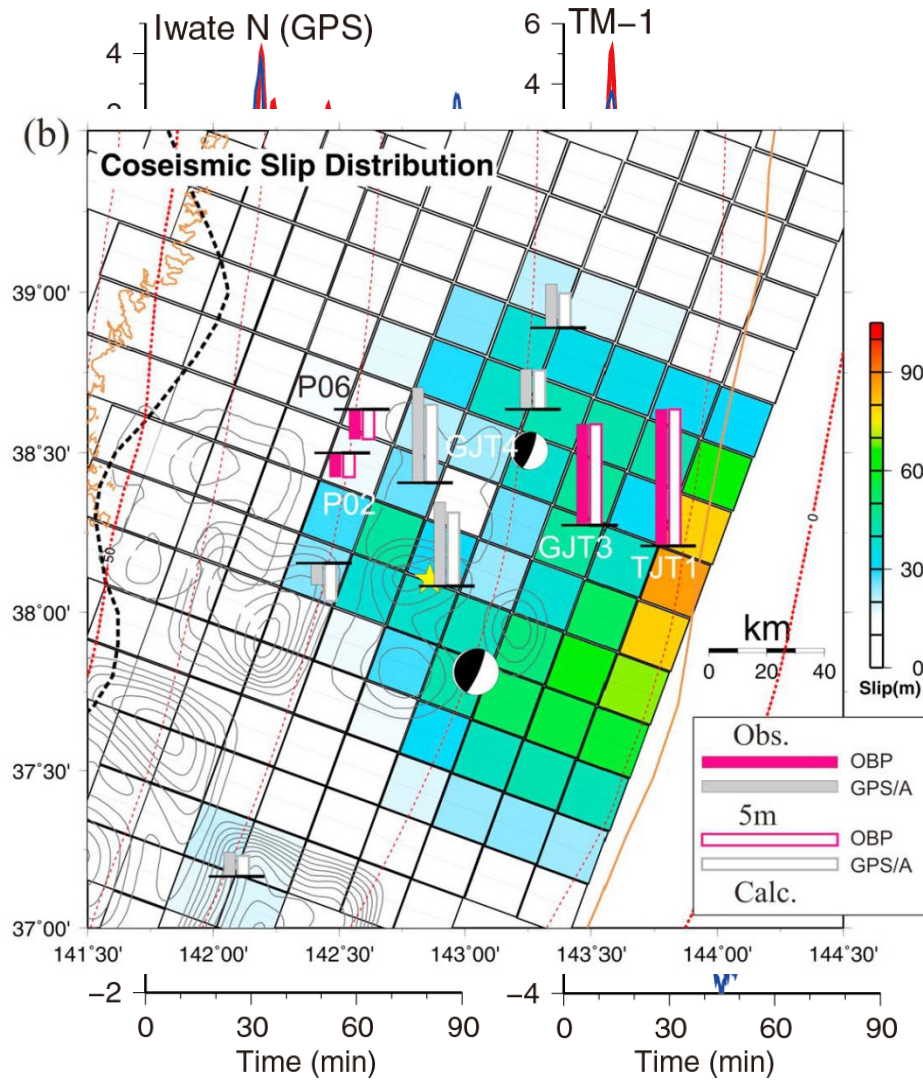 Iwate N (GPS)
TM-1
4
6
4
(b)
Coseismic Slip Distribution
39°00'
38°30'
38°00'
37°30'
37°00'
P06
P02
GJT4
GJT3
TJT1
50
0
km
0 20 40
90
60
30
0
Slip(m)
Obs.
OBP
GPS/A
5m
OBP
GPS/A
Calc.
141°30' 142°00' 142°30' 143°00' 143°30' 144°00' 144°30'
-2
-4
0 30 60 90
0 30 60 90
Time (min)
Time (min)